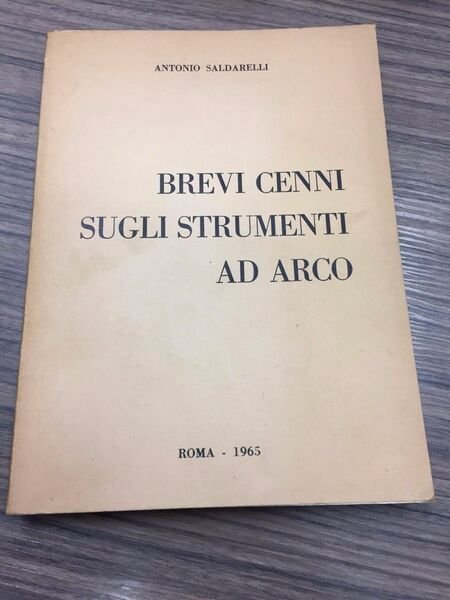 ANTONIO SALDARELLI
BREVI CENNI
SUGLI STRUMENTI
AD ARCO
ROMA - 1965